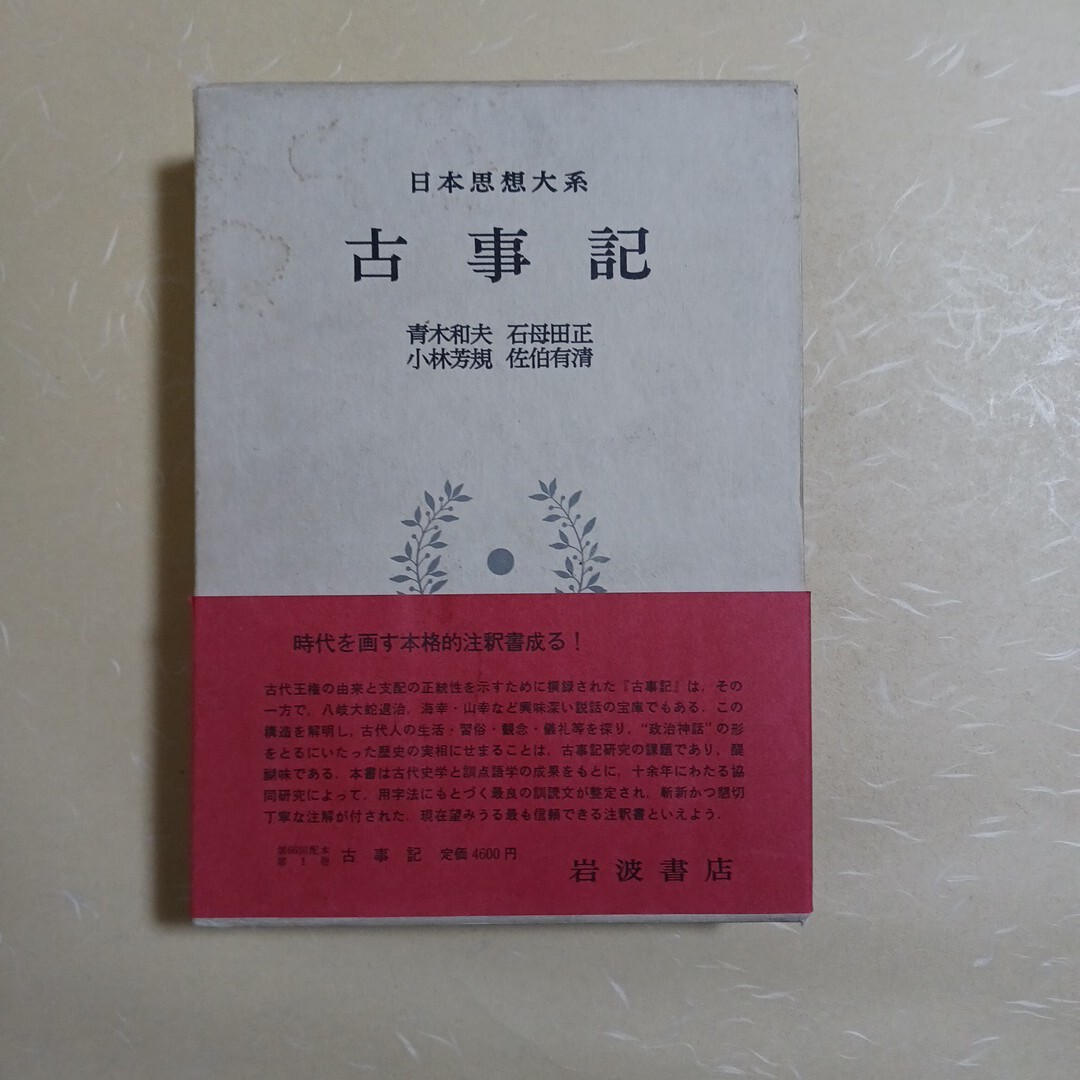 日本思想大系
古事記
青木和夫 石母田正
小林芳規 佐伯有清
時代を画す本格的注釈書成る！
古代王権の由来と支配の正統性を示すために撰録された『古事記』は，その
一方で，八岐大蛇退治，海幸・山幸など興味深い説話の宝庫でもある．この
構造を解明し，古代人の生活・習俗・観念・儀礼等を探り，“政治神話”の形
をとるにいたった歴史の実相にせまることは，古事記研究の課題であり，醍
醐味である．本書は古代史学と訓点語学の成果をもとに，十余年にわたる協
同研究によって，用字法にもとづく最良の訓読文が整定され，斬新かつ懇切
丁寧な注解が付された．現在望みうる最も信頼できる注釈書といえよう．
第66回配本
第1巻 古事記 定価4600円
岩波書店